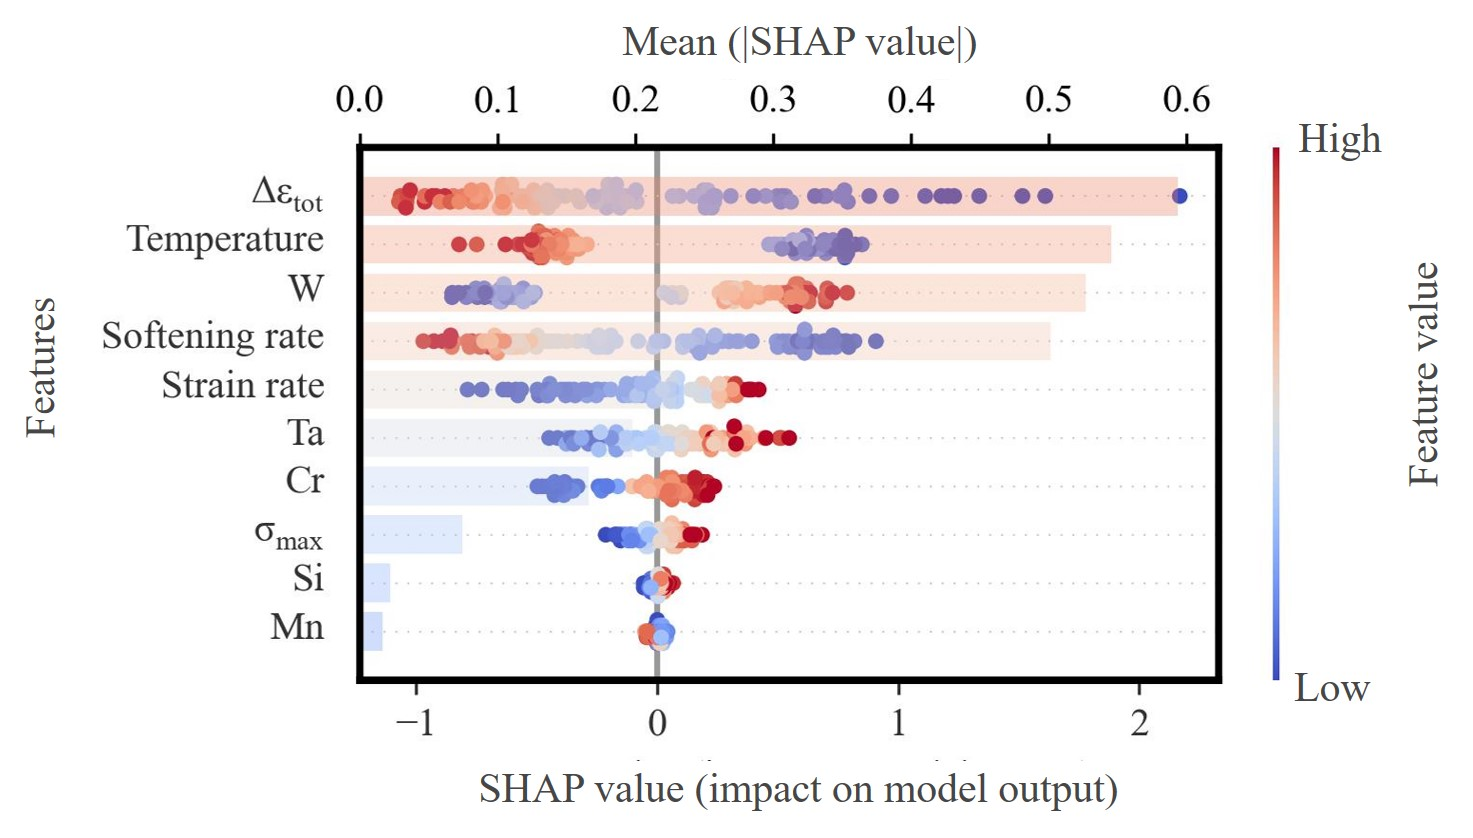 Mean (|SHAP value|)
0.0 0.1 0.2 0.3 0.4 0.5 0.6
High
Δεtot
Temperature
W
Softening rate
Strain rate
Ta
Cr
σmax
Si
Mn
Features
Feature value
Low
−1 0 1 2
SHAP value (impact on model output)